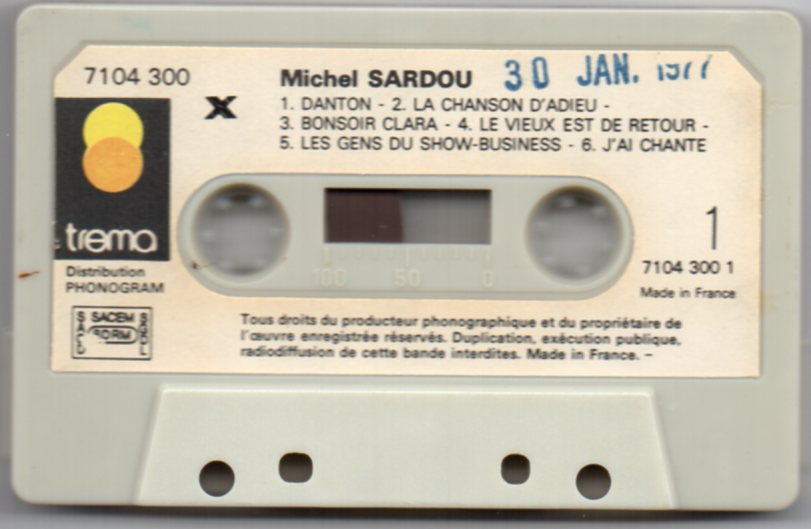 7104 300
Michel SARDOU
30 JAN. 1977
X
1. DANTON - 2. LA CHANSON D'ADIEU -
3. BONSOIR CLARA - 4. LE VIEUX EST DE RETOUR -
5. LES GENS DU SHOW-BUSINESS - 6. J'AI CHANTE
trema
Distribution
PHONOGRAM
100 50 0
1
7104 300 1
Made in France
SACEM
SDRM
Tous droits du producteur phonographique et du propriétaire de
l'œuvre enregistrée réservés. Duplication, exécution publique,
radiodiffusion de cette bande interdites. Made in France. -